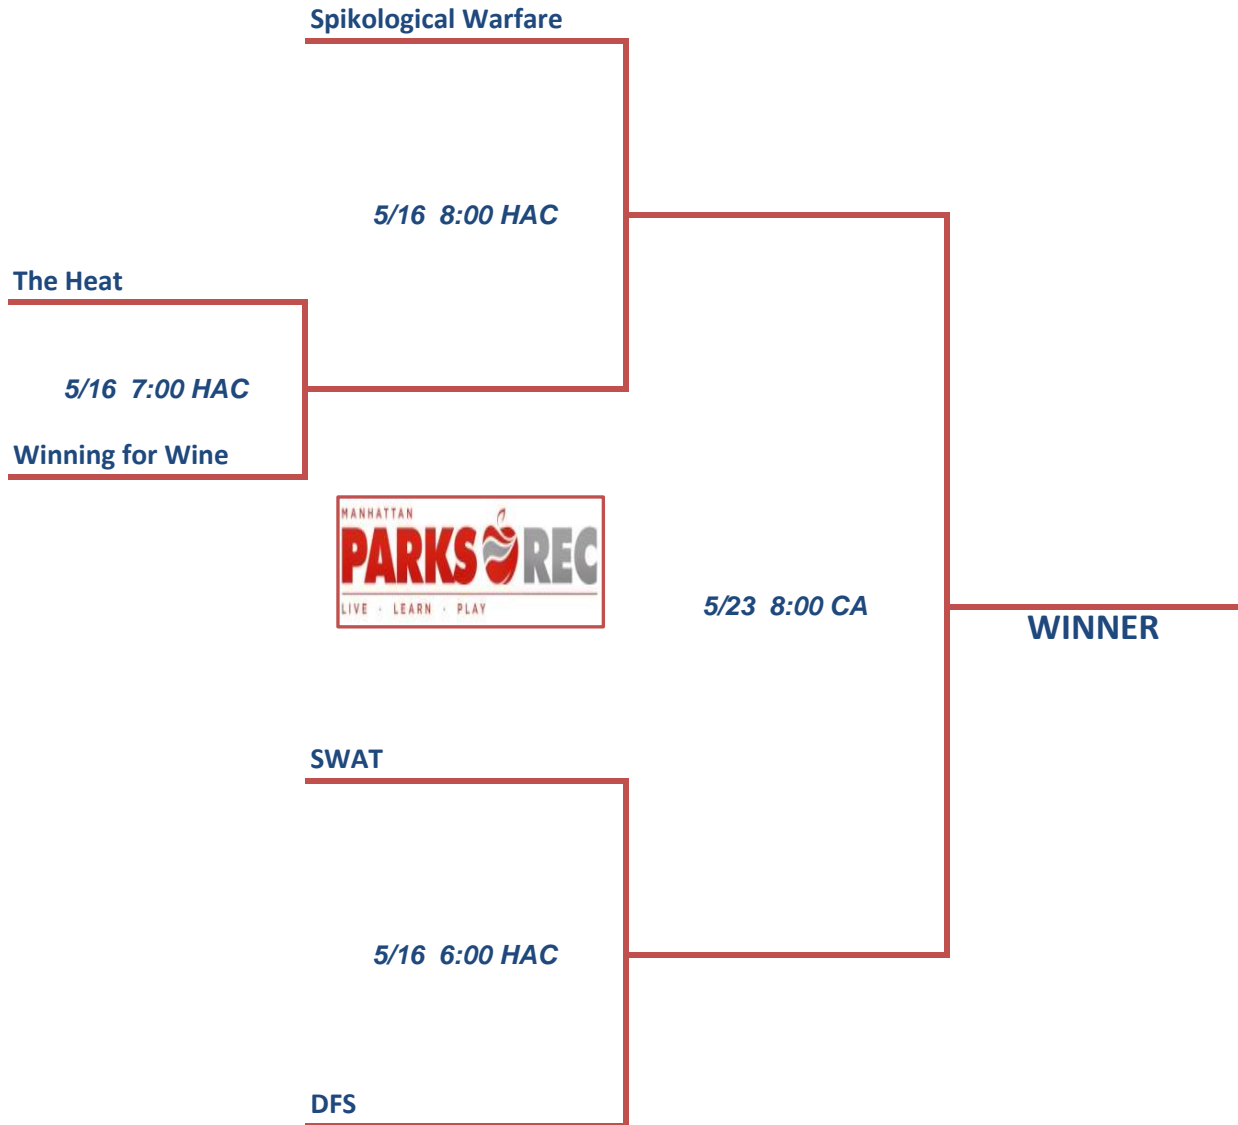 Spikological Warfare
5/16 8:00 HAC
The Heat
5/16 7:00 HAC
Winning for Wine
MANHATTAN
PARKS REC
LIVE · LEARN · PLAY
5/23 8:00 CA
WINNER
SWAT
5/16 6:00 HAC
DFS